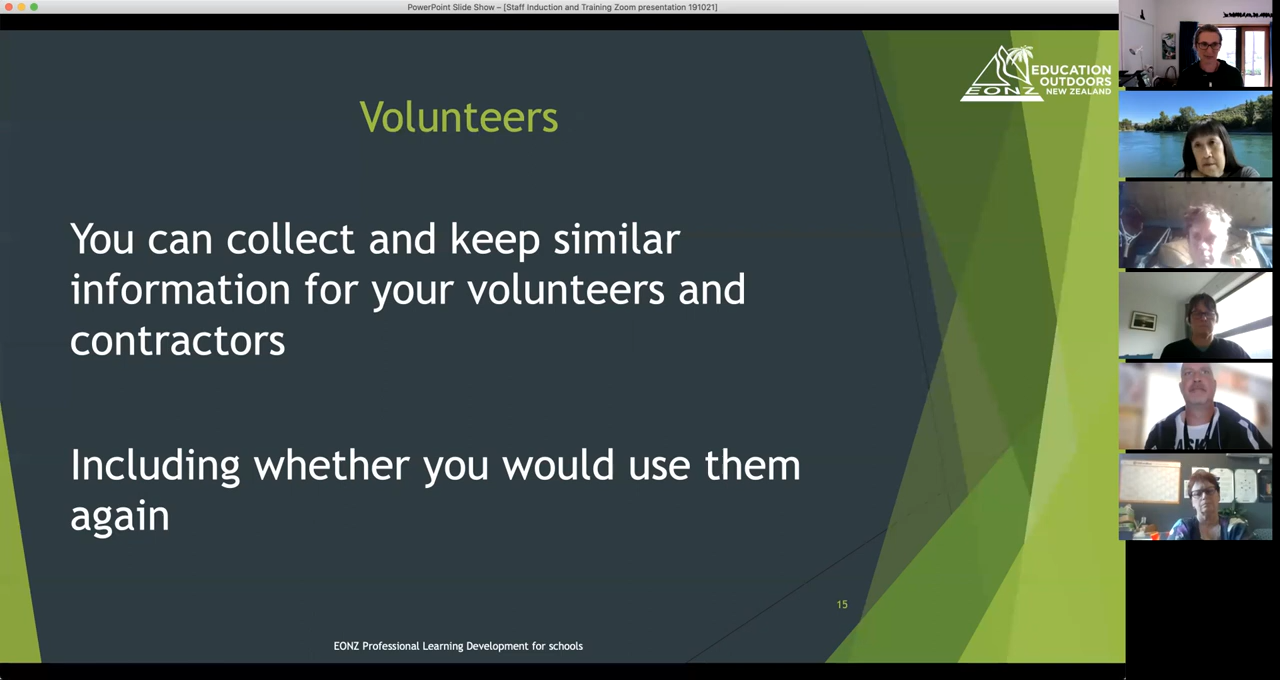 PowerPoint Slide Show – [Staff Induction and Training Zoom presentation 191021]
EONZ
EDUCATION
OUTDOORS
NEW ZEALAND
Volunteers
You can collect and keep similar
information for your volunteers and
contractors
Including whether you would use them
again
15
EONZ Professional Learning Development for schools